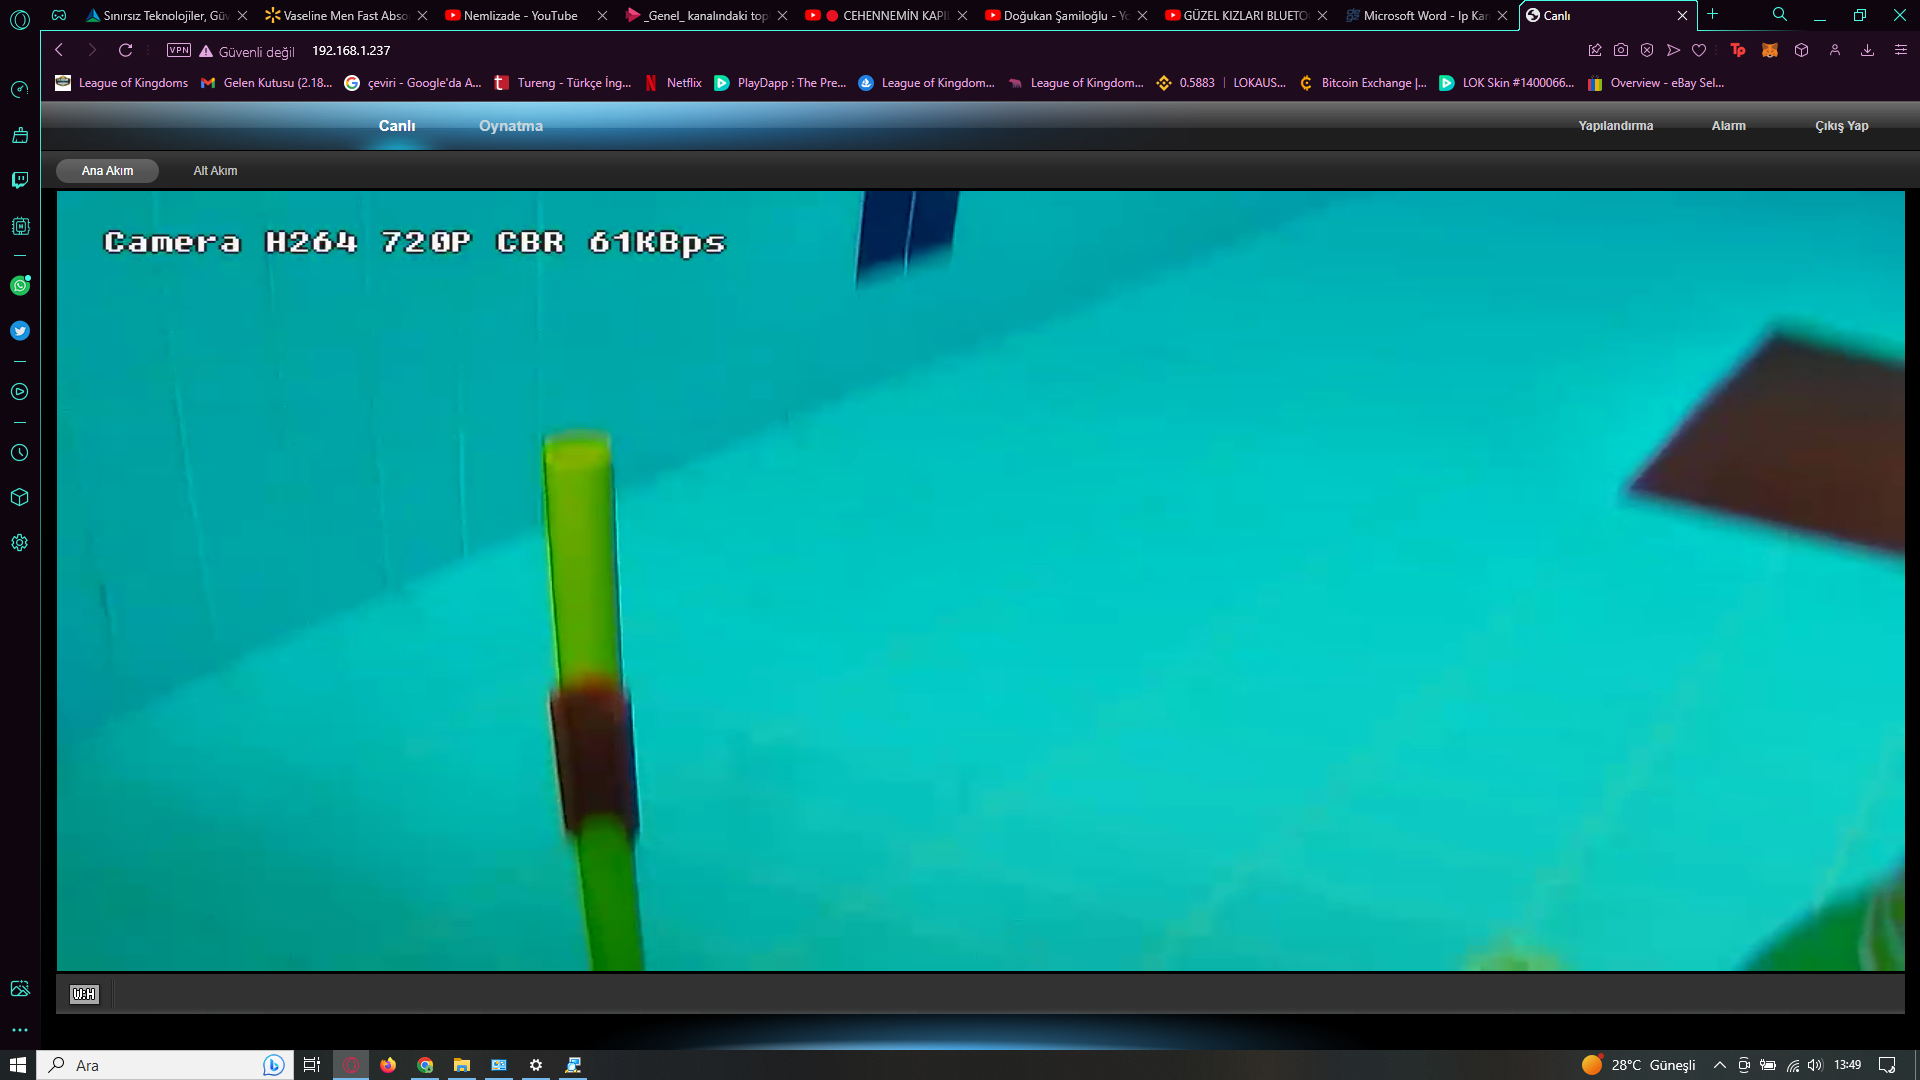 Sınırsız Teknolojiler, Gü
Vaseline Men Fast Abso
Nemlizade - YouTube
_Genel_ kanalındaki top
CEHENNEMİN KAPI
Doğukan Şamiloğlu - Yo
GÜZEL KIZLARI BLUETO
Microsoft Word - Ip Kar
Canlı
VPN
Güvenli değil
192.168.1.237
League of Kingdoms
Gelen Kutusu (2.18...
çeviri - Google'da A...
Tureng - Türkçe İng...
Netflix
PlayDapp : The Pre...
League of Kingdom...
League of Kingdom...
0.5883 | LOKAUS...
Bitcoin Exchange |...
LOK Skin #1400066...
Overview - eBay Sel...
Canlı
Oynatma
Yapılandırma
Alarm
Çıkış Yap
Ana Akım
Alt Akım
Camera H264 720P CBR 61KBps
W:H
Ara
28°C Güneşli
13:49